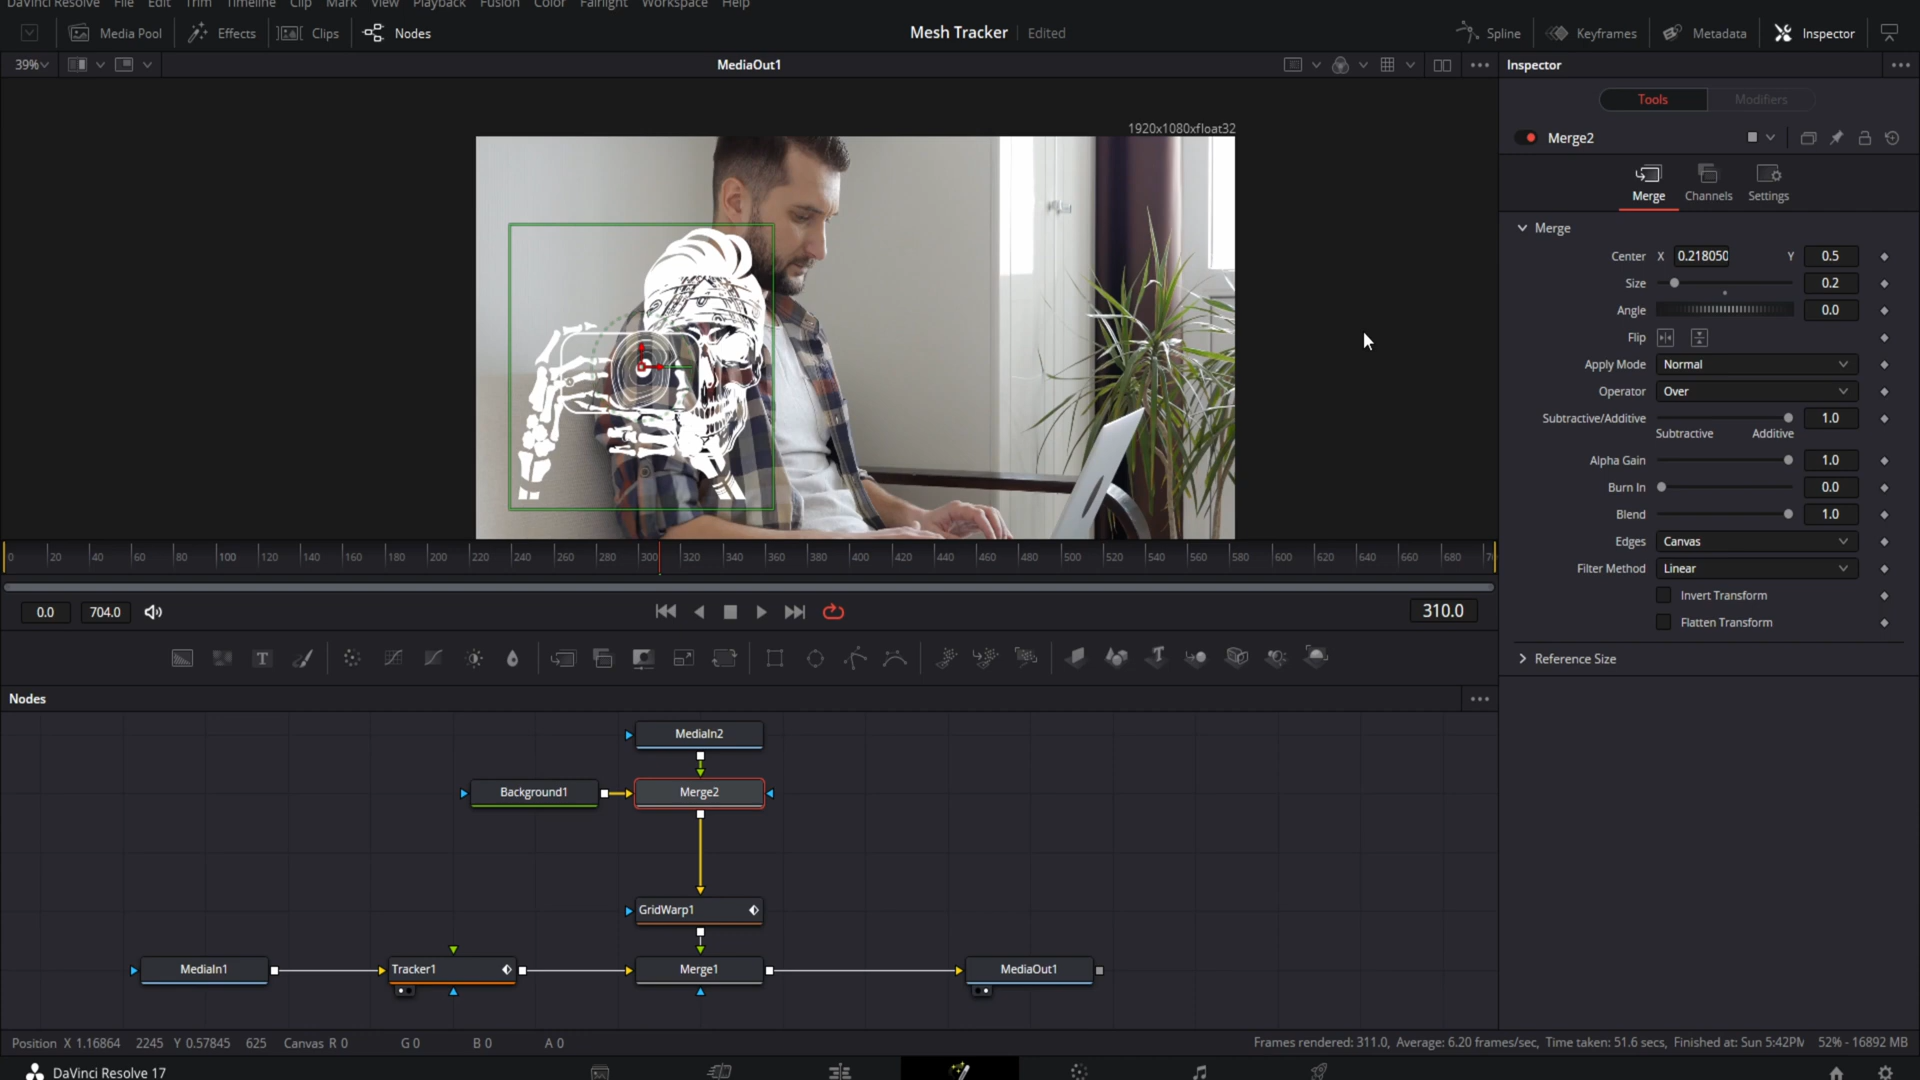 DaVinci Resolve File Edit Trim Timeline Clip Mark View Playback Fusion Color Fairlight Workspace Help
Media Pool Effects Clips Nodes Mesh Tracker Edited Spline Keyframes Metadata Inspector
39% MediaOut1 Inspector
Tools Modifiers
1920x1080xfloat32
Merge2
Merge Channels Settings
Merge
Center X 0.218050 Y 0.5
Size 0.2
Angle 0.0
Flip
Apply Mode Normal
Operator Over
Subtractive/Additive 1.0
Subtractive Additive
Alpha Gain 1.0
Burn In 0.0
Blend 1.0
Edges Canvas
Filter Method Linear
Invert Transform
Flatten Transform
Reference Size
0 20 40 60 80 100 120 140 160 180 200 220 240 260 280 300 320 340 360 380 400 420 440 460 480 500 520 540 560 580 600 620 640 660 680
0.0 704.0 310.0
T T
Nodes
MediaIn2
Background1 Merge2
GridWarp1
MediaIn1 Tracker1 Merge1 MediaOut1
Position X 1.16864 2245 Y 0.57845 625 Canvas R 0 G 0 B 0 A 0 Frames rendered: 311.0, Average: 6.20 frames/sec, Time taken: 51.6 secs, Finished at: Sun 5:42PM 52% - 16892 MB
DaVinci Resolve 17